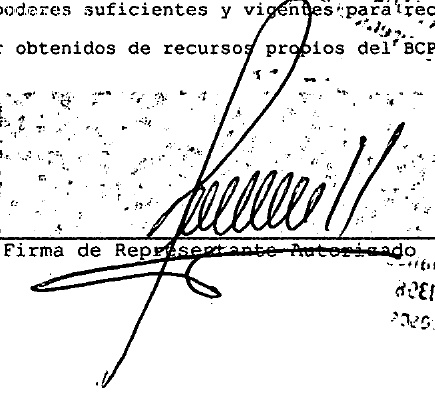 poderes suficientes y vigentes para rec
obtenidos de recursos propios del BCP
Firma de Representante Autorizado